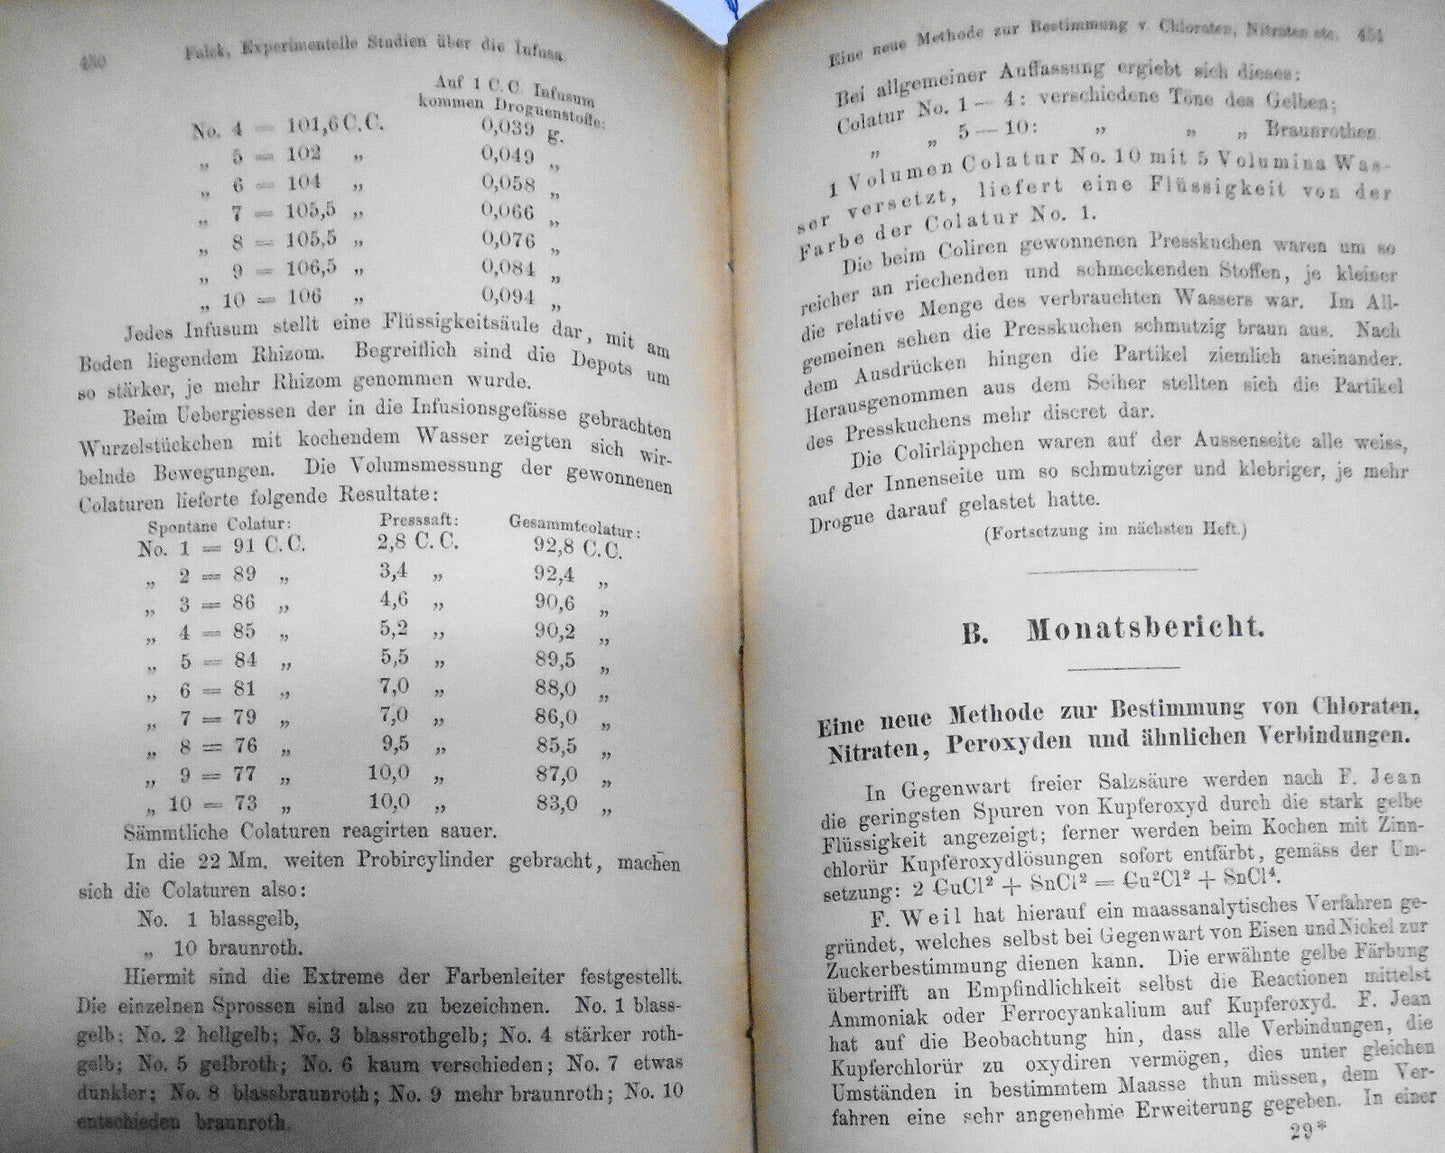 450 Falck, Experimentelle Studien über die Infusa.
Auf 1 C.C. Infusum
kommen Droguenstoffe:
No. 4 = 101,6 C.C. 0,039 g.
„ 5 = 102 „ 0,049 „
„ 6 = 104 „ 0,058 „
„ 7 = 105,5 „ 0,066 „
„ 8 = 105,5 „ 0,076 „
„ 9 = 106,5 „ 0,084 „
„ 10 = 106 „ 0,094 „
Jedes Infusum stellt eine Flüssigkeitsäule dar, mit am
Boden liegendem Rhizom. Begreiflich sind die Depots um
so stärker, je mehr Rhizom genommen wurde.
Beim Uebergiessen der in die Infusionsgefässe gebrachten
Wurzelstückchen mit kochendem Wasser zeigten sich wir-
belnde Bewegungen. Die Volumsmessung der gewonnenen
Colaturen lieferte folgende Resultate:
Spontane Colatur: Presssaft: Gesammtcolatur:
No. 1 = 91 C.C. 2,8 C.C. 92,8 C.C.
„ 2 = 89 „ 3,4 „ 92,4 „
„ 3 = 86 „ 4,6 „ 90,6 „
„ 4 = 85 „ 5,2 „ 90,2 „
„ 5 = 84 „ 5,5 „ 89,5 „
„ 6 = 81 „ 7,0 „ 88,0 „
„ 7 = 79 „ 7,0 „ 86,0 „
„ 8 = 76 „ 9,5 „ 85,5 „
„ 9 = 77 „ 10,0 „ 87,0 „
„ 10 = 73 „ 10,0 „ 83,0 „
Sämmtliche Colaturen reagirten sauer.
In die 22 Mm. weiten Probircylinder gebracht, machen
sich die Colaturen also:
No. 1 blassgelb,
„ 10 braunroth.
Hiermit sind die Extreme der Farbenleiter festgestellt.
Die einzelnen Sprossen sind also zu bezeichnen. No. 1 blass-
gelb; No. 2 hellgelb; No. 3 blassrothgelb; No. 4 stärker roth-
gelb; No. 5 gelbroth; No. 6 kaum verschieden; No. 7 etwas
dunkler; No. 8 blassbraunroth; No. 9 mehr braunroth; No. 10
entschieden braunroth.
Eine neue Methode zur Bestimmung v. Chloraten, Nitraten etc. 451
Bei allgemeiner Auffassung ergiebt sich dieses:
Colatur No. 1 — 4: verschiedene Töne des Gelben;
„ „ 5 — 10: „ „ „ Braunrothen.
1 Volumen Colatur No. 10 mit 5 Volumina Was-
ser versetzt, liefert eine Flüssigkeit von der
Farbe der Colatur No. 1.
Die beim Coliren gewonnenen Presskuchen waren um so
reicher an riechenden und schmeckenden Stoffen, je kleiner
die relative Menge des verbrauchten Wassers war. Im All-
gemeinen sehen die Presskuchen schmutzig braun aus. Nach
dem Ausdrücken hingen die Partikel ziemlich aneinander.
Herausgenommen aus dem Seiher stellten sich die Partikel
des Presskuchens mehr discret dar.
Die Colirläppchen waren auf der Aussenseite alle weiss,
auf der Innenseite um so schmutziger und klebriger, je mehr
Drogue darauf gelastet hatte.
(Fortsetzung im nächsten Heft.)
B. Monatsbericht.
Eine neue Methode zur Bestimmung von Chloraten,
Nitraten, Peroxyden und ähnlichen Verbindungen.
In Gegenwart freier Salzsäure werden nach F. Jean
die geringsten Spuren von Kupferoxyd durch die stark gelbe
Flüssigkeit angezeigt; ferner werden beim Kochen mit Zinn-
chlorür Kupferoxydlösungen sofort entfärbt, gemäss der Um-
setzung: 2 CuCl² + SnCl² = Cu²Cl² + SnCl⁴.
F. Weil hat hierauf ein maassanalytisches Verfahren ge-
gründet, welches selbst bei Gegenwart von Eisen und Nickel zur
Zuckerbestimmung dienen kann. Die erwähnte gelbe Färbung
übertrifft an Empfindlichkeit selbst die Reactionen mittelst
Ammoniak oder Ferrocyankalium auf Kupferoxyd. F. Jean
hat auf die Beobachtung hin, dass alle Verbindungen, die
Kupferchlorür zu oxydiren vermögen, dies unter gleichen
Umständen in bestimmtem Maasse thun müssen, dem Ver-
fahren eine sehr angenehme Erweiterung gegeben. In einer
29*